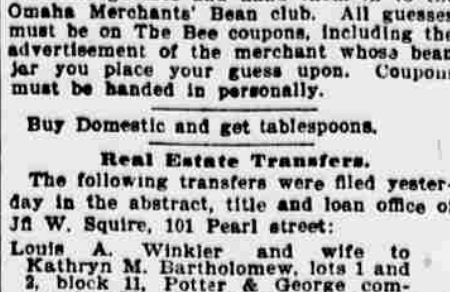 Omaha Merchants' Bean club. All guesses
must be on The Bee coupons, including the
advertisement of the merchant whose bean
jar you place your guess upon. Coupons
must be handed in personally.
Buy Domestic and get tablespoons.
Real Estate Transfers.
The following transfers were filed yester-
day in the abstract, title and loan office of
W. Squire, 101 Pearl street:
Louis A. Winkler and wife to
Kathryn M. Bartholomew, lots 1 and
2, block 11, Potter & George com-